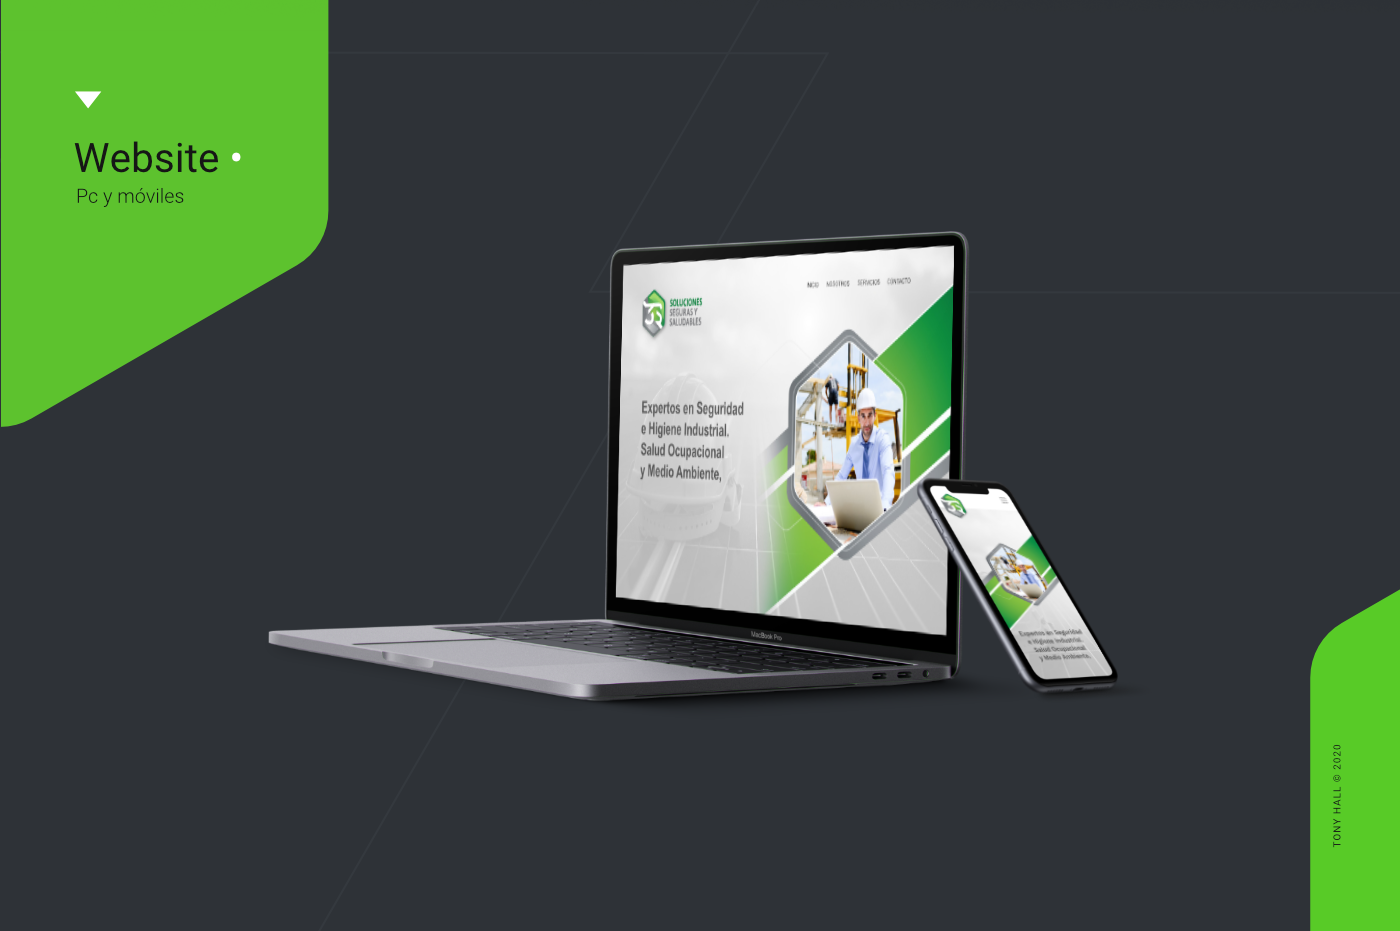 Website
Pc y móviles
INICIO NOSOTROS SERVICIOS CONTACTO
SOLUCIONES
SEGURAS Y
SALUDABLES
Expertos en Seguridad
e Higiene Industrial.
Salud Ocupacional
y Medio Ambiente,
MacBook Pro
Expertos en Seguridad
e Higiene Industrial.
Salud Ocupacional
y Medio Ambiente,
TONY HALL © 2020